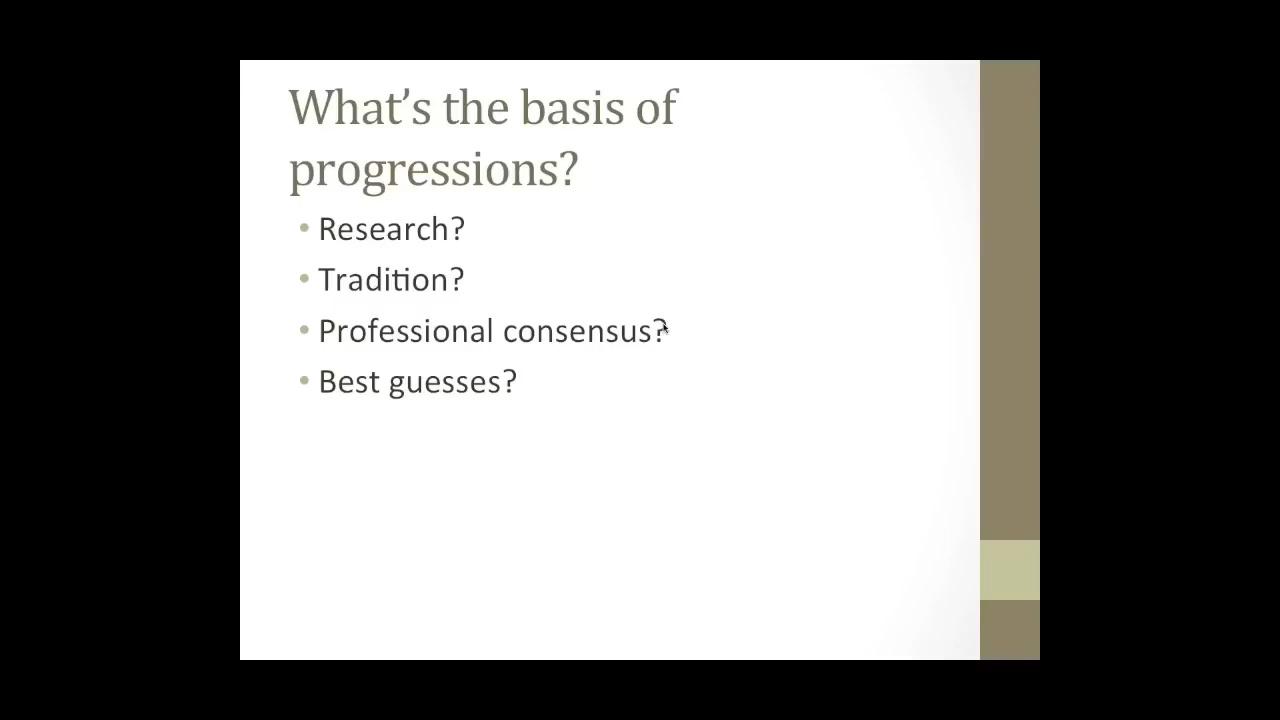 What’s the basis of
progressions?
• Research?
• Tradition?
• Professional consensus?
• Best guesses?